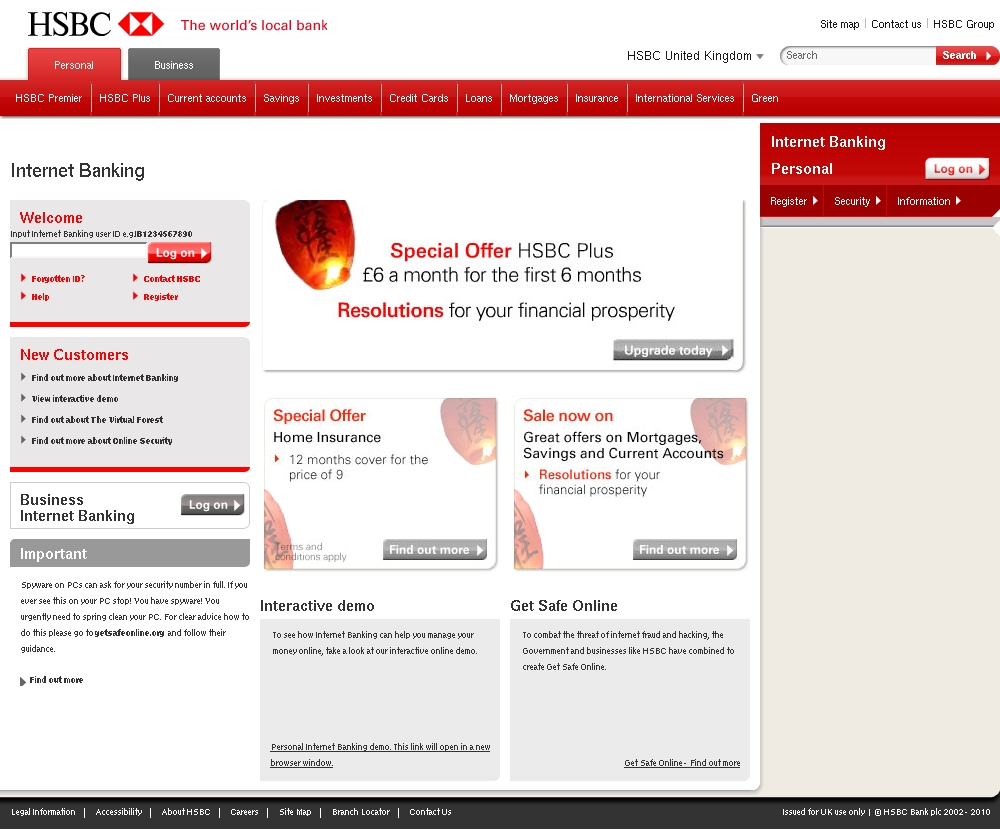 HSBC The world's local bank
Site map | Contact us | HSBC Group
Personal Business
HSBC United Kingdom Search Search
HSBC Premier HSBC Plus Current accounts Savings Investments Credit Cards Loans Mortgages Insurance International Services Green
Internet Banking
Personal Log on
Register Security Information
Internet Banking
Welcome
Input Internet Banking user ID e.g.IB1234567890
Log on
Forgotten ID? Contact HSBC
Help Register
New Customers
Find out more about Internet Banking
View interactive demo
Find out about The Virtual Forest
Find out more about Online Security
Business
Internet Banking
Log on
Important
Spyware on PCs can ask for your security number in full. If you
ever see this on your PC stop! You have spyware! You
urgently need to spring clean your PC. For clear advice how to
do this please go to getsafeonline.org and follow their
guidance.
Find out more
Special Offer HSBC Plus
£6 a month for the first 6 months
Resolutions for your financial prosperity
Upgrade today
Special Offer
Home Insurance
12 months cover for the
price of 9
Terms and
conditions apply
Find out more
Sale now on
Great offers on Mortgages,
Savings and Current Accounts
Resolutions for your
financial prosperity
Find out more
Interactive demo
To see how Internet Banking can help you manage your
money online, take a look at our interactive online demo.
Personal Internet Banking demo. This link will open in a new
browser window.
Get Safe Online
To combat the threat of internet fraud and hacking, the
Government and businesses like HSBC have combined to
create Get Safe Online.
Get Safe Online - Find out more
Legal Information | Accessibility | About HSBC | Careers | Site Map | Branch Locator | Contact Us
Issued for UK use only | © HSBC Bank plc 2002 - 2010